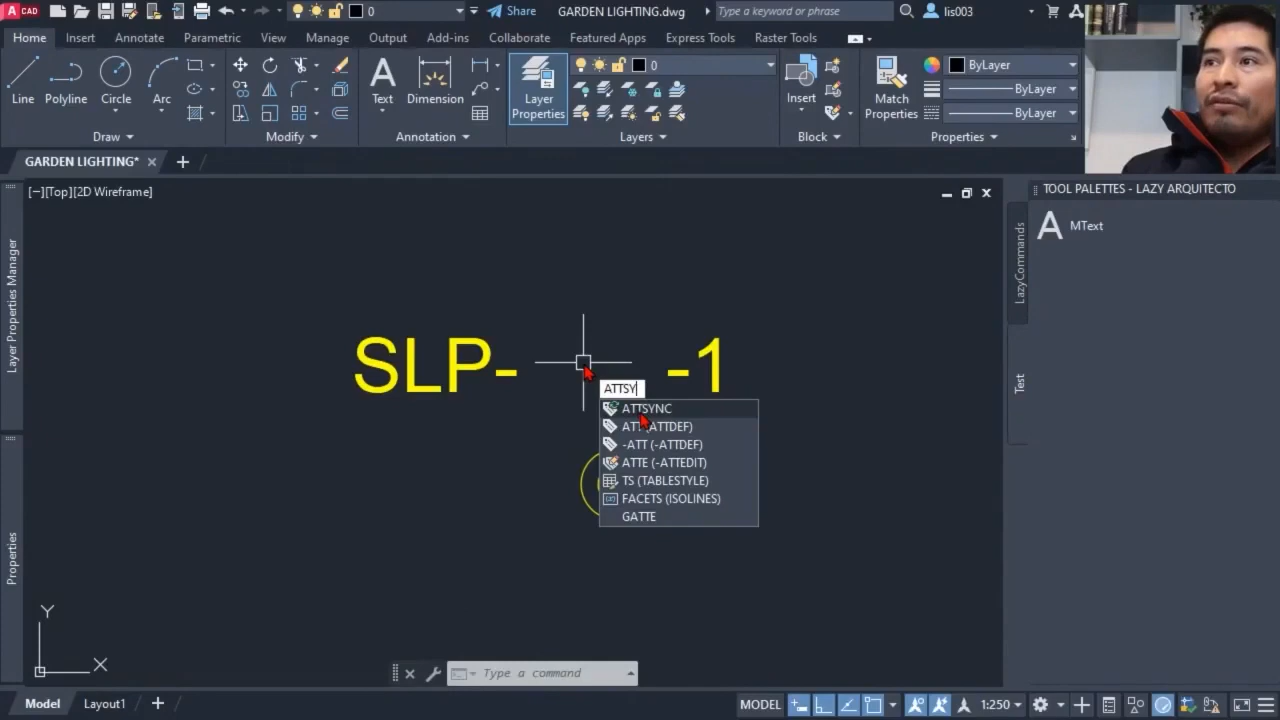 A CAD
0
Share
GARDEN LIGHTING.dwg
Type a keyword or phrase
lis003
Home
Insert
Annotate
Parametric
View
Manage
Output
Add-ins
Collaborate
Featured Apps
Express Tools
Raster Tools
Line
Polyline
Circle
Arc
Draw
Modify
A
Text
Dimension
Annotation
Layer
Properties
0
Layers
Insert
Block
Match
Properties
ByLayer
ByLayer
ByLayer
Properties
GARDEN LIGHTING*
[−][Top][2D Wireframe]
TOOL PALETTES - LAZY ARQUITECTO
A MText
LazyCommands
Test
Layer Properties Manager
Properties
SLP- -1
ATTSY
ATTSYNC
ATT (ATTDEF)
-ATT (-ATTDEF)
ATTE (-ATTEDIT)
TS (TABLESTYLE)
FACETS (ISOLINES)
GATTE
Y
X
Type a command
Model
Layout1
MODEL
1:250